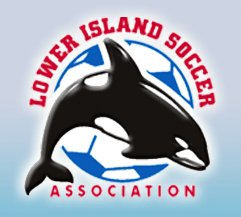 LOWER ISLAND SOCCER
ASSOCIATION